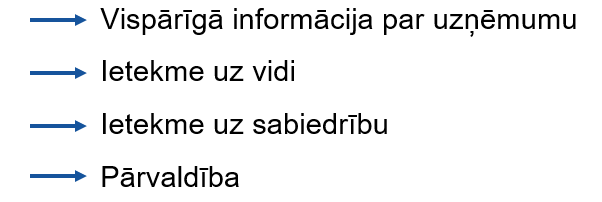 Vispārīgā informācija par uzņēmumu
Ietekme uz vidi
Ietekme uz sabiedrību
Pārvaldība